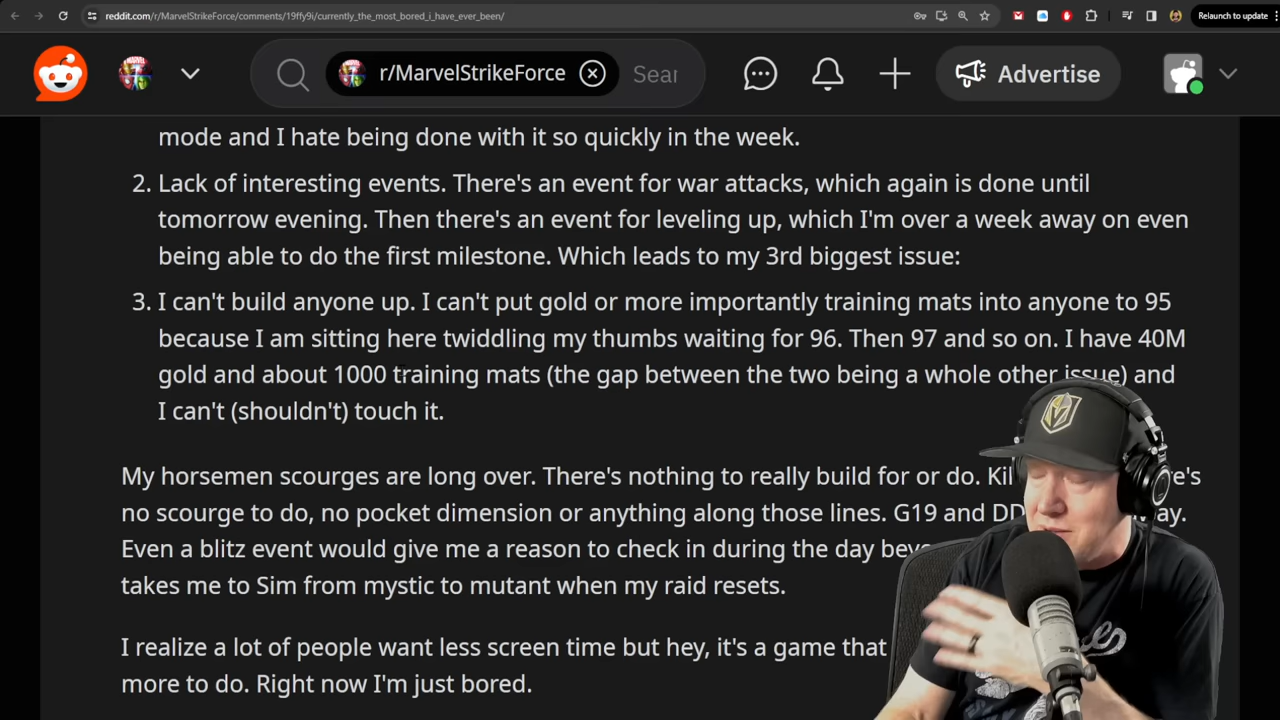 reddit.com/r/MarvelStrikeForce/comments/19ffy9i/currently_the_most_bored_i_have_ever_been/
Relaunch to update
r/MarvelStrikeForce
Sear
Advertise
mode and I hate being done with it so quickly in the week.
2. Lack of interesting events. There's an event for war attacks, which again is done until
tomorrow evening. Then there's an event for leveling up, which I'm over a week away on even
being able to do the first milestone. Which leads to my 3rd biggest issue:
3. I can't build anyone up. I can't put gold or more importantly training mats into anyone to 95
because I am sitting here twiddling my thumbs waiting for 96. Then 97 and so on. I have 40M
gold and about 1000 training mats (the gap between the two being a whole other issue) and
I can't (shouldn't) touch it.
My horsemen scourges are long over. There's nothing to really build for or do.
no scourge to do, no pocket dimension or anything along those lines. G19 and
Even a blitz event would give me a reason to check in during the day
takes me to Sim from mystic to mutant when my raid resets.
I realize a lot of people want less screen time but hey, it's a game that
more to do. Right now I'm just bored.